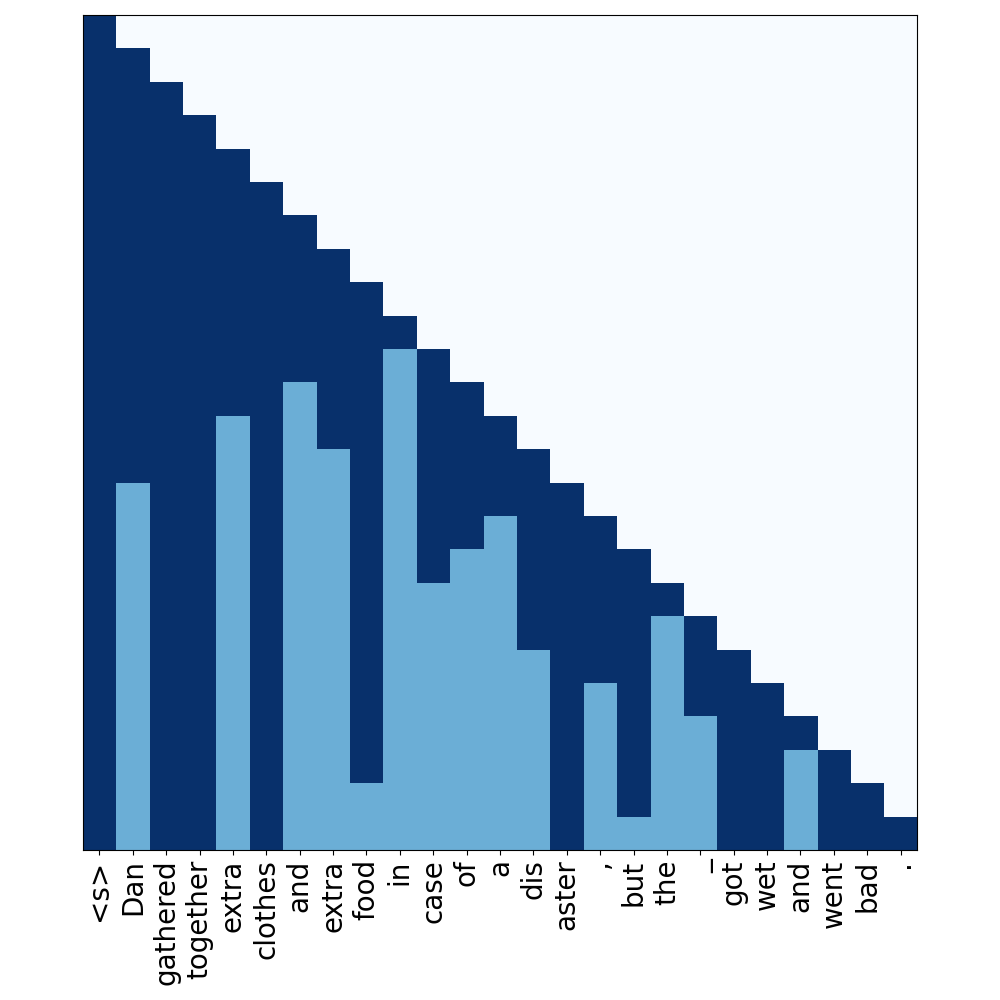 <s> Dan gathered together extra clothes and extra food in case of a dis aster , but the _ got wet and went bad .